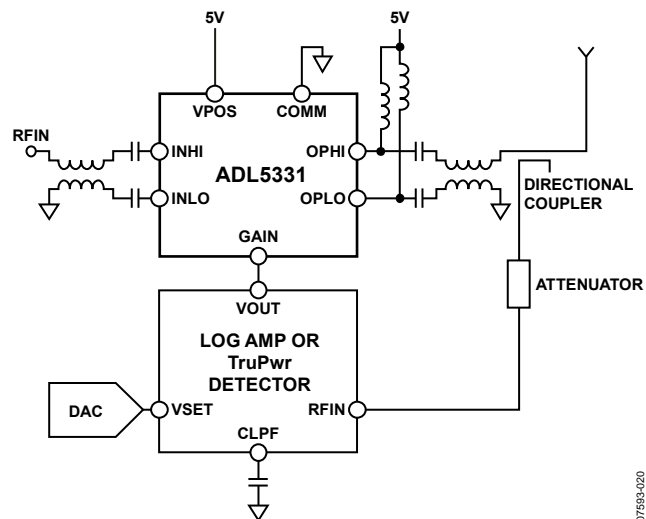 5V
5V
VPOS
COMM
RFIN
INHI
OPHI
ADL5331
INLO
OPLO
DIRECTIONAL
COUPLER
GAIN
VOUT
ATTENUATOR
LOG AMP OR
TruPwr
DETECTOR
DAC
VSET
RFIN
CLPF
07593-020